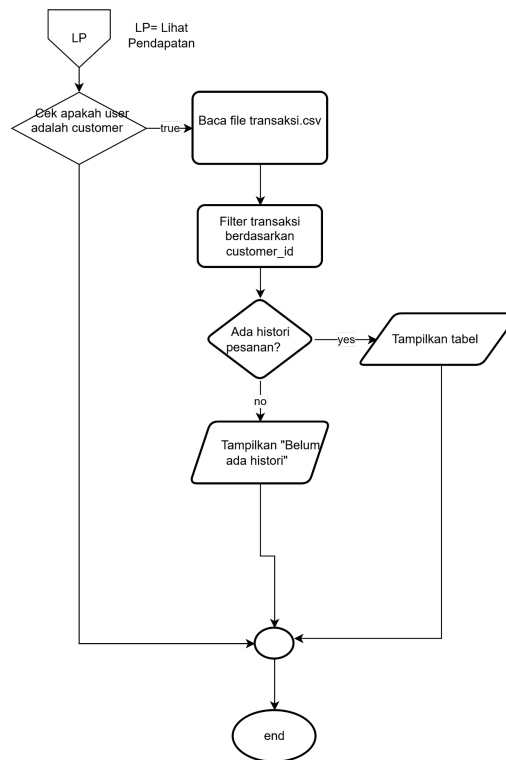 LP
LP= Lihat
Pendapatan
Cek apakah user
adalah customer
true
Baca file transaksi.csv
Filter transaksi
berdasarkan
customer_id
Ada histori
pesanan?
yes
Tampilkan tabel
no
Tampilkan "Belum
ada histori"
end